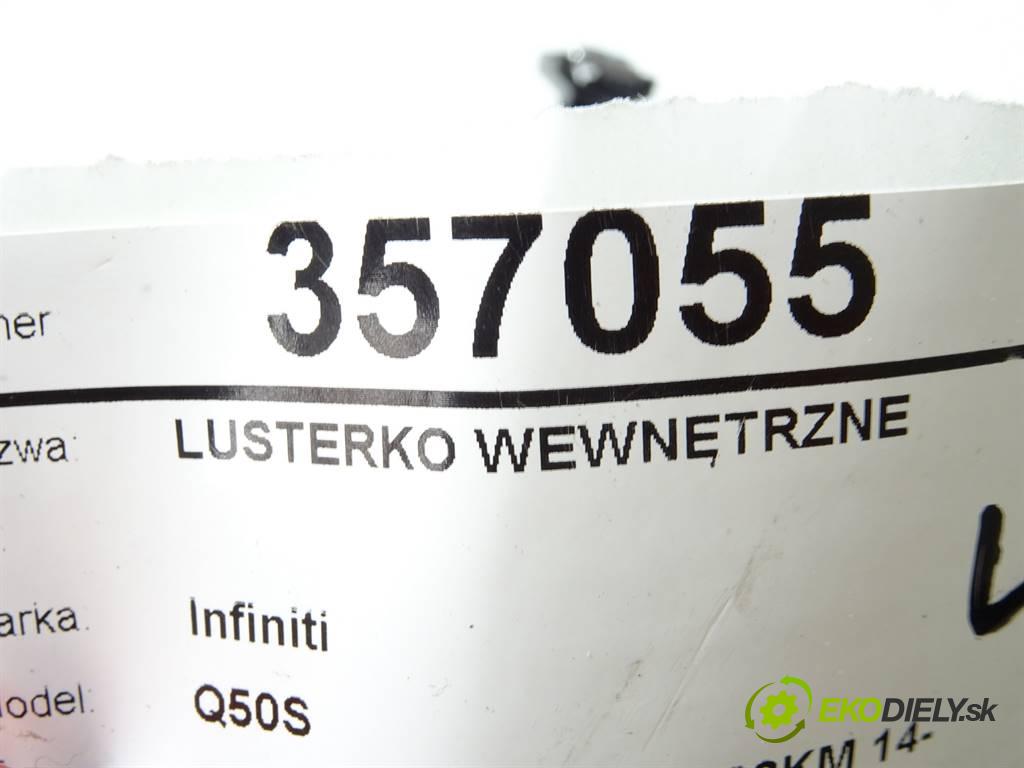 ner 357055
zwa: LUSTERKO WEWNĘTRZNE
arka: Infiniti
odel: Q50S
KM 14-
EKODIELY.sk